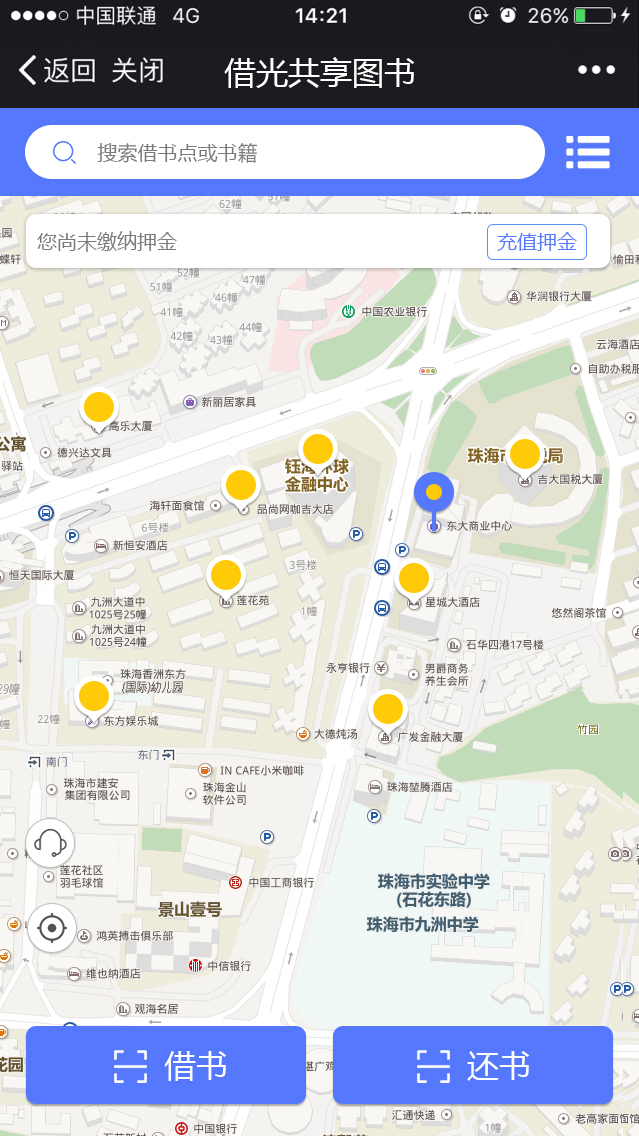 中国联通 4G 14:21 26%
返回 关闭 借光共享图书
搜索借书点或书籍
您尚未缴纳押金 充值押金
62幢
52幢
51幢
47幢
46幢
41幢
44幢
42幢
43幢
中国农业银行
华润银行大厦
愉田和
蝶轩
云海酒店
自助办税服
新丽居家具
高乐大厦
公寓
驿站
德兴达文具
钰海环球
金融中心
珠海市
税局
吉大国税大厦
海轩面食馆
品尚网咖吉大店
东大商业中心
6号楼
新恒安酒店
3号楼
恒天国际大厦
莲花苑
1幢
星城大酒店
九洲大道中
1025号25幢
九洲大道中
1025号24幢
悠然阁茶馆
石华四港17号楼
永亨银行
男爵商务
养生会所
珠海香洲东方
(国际)幼儿园
29幢
22幢
东方娱乐城
大德炖汤
广发金融大厦
竹园
东门
南门
IN CAFE小米咖啡
珠海市建安
集团有限公司
珠海金山
软件公司
珠海堃腾酒店
莲花社区
羽毛球馆
中国工商银行
珠海市实验中学
(石花东路)
珠海市九洲中学
景山壹号
鸿英搏击俱乐部
中信银行
维也纳酒店
观海名居
借书 还书
花园
汇通快递
老高家面馆
中国银行
1幢